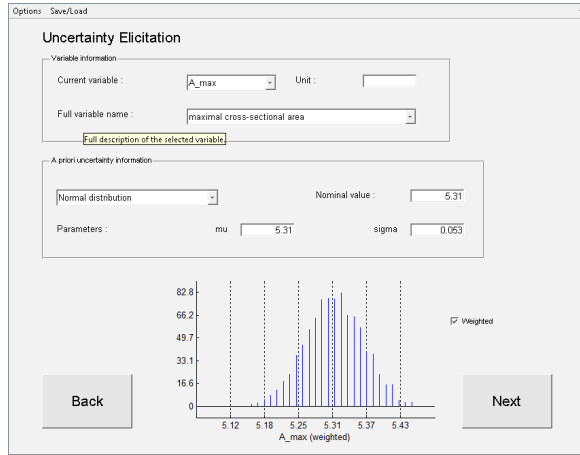 Options Save/Load
Uncertainty Elicitation
Variable information
Current variable : A_max Unit :
Full variable name : maximal cross-sectional area
Full description of the selected variable.
A priori uncertainty information
Normal distribution Nominal value : 5.31
Parameters : mu 5.31 sigma 0.053
82.8
66.2
Weighted
49.7
33.1
16.6
0
Back
Next
5.12 5.18 5.25 5.31 5.37 5.43
A_max (weighted)